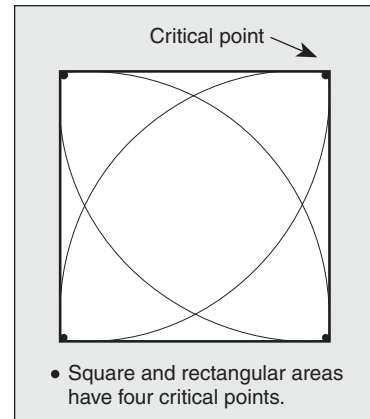 Critical point
• Square and rectangular areas
have four critical points.